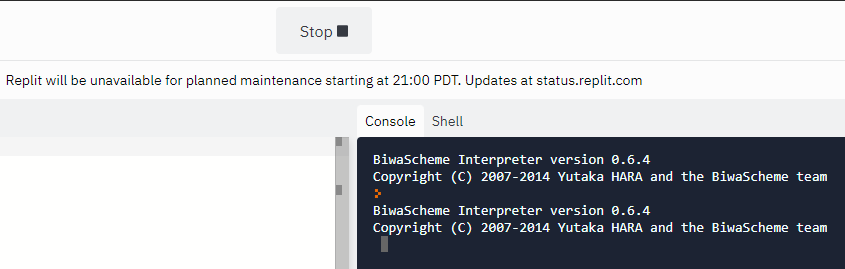 Stop
Replit will be unavailable for planned maintenance starting at 21:00 PDT. Updates at status.replit.com
Console Shell
BiwaScheme Interpreter version 0.6.4
Copyright (C) 2007-2014 Yutaka HARA and the BiwaScheme team
>
BiwaScheme Interpreter version 0.6.4
Copyright (C) 2007-2014 Yutaka HARA and the BiwaScheme team